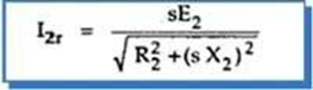 I₂ᵣ = sE₂ / √(R₂² + (s X₂)²)